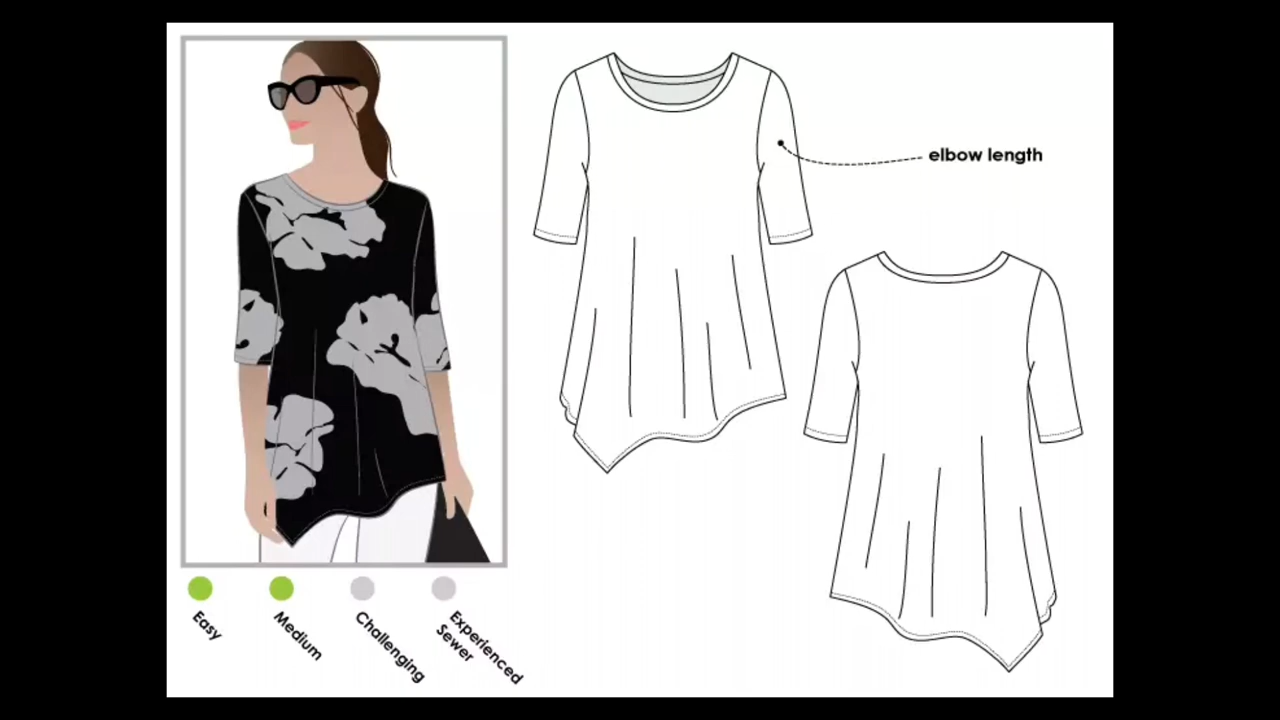 elbow length
Easy
Medium
Challenging
Experienced
Sewer